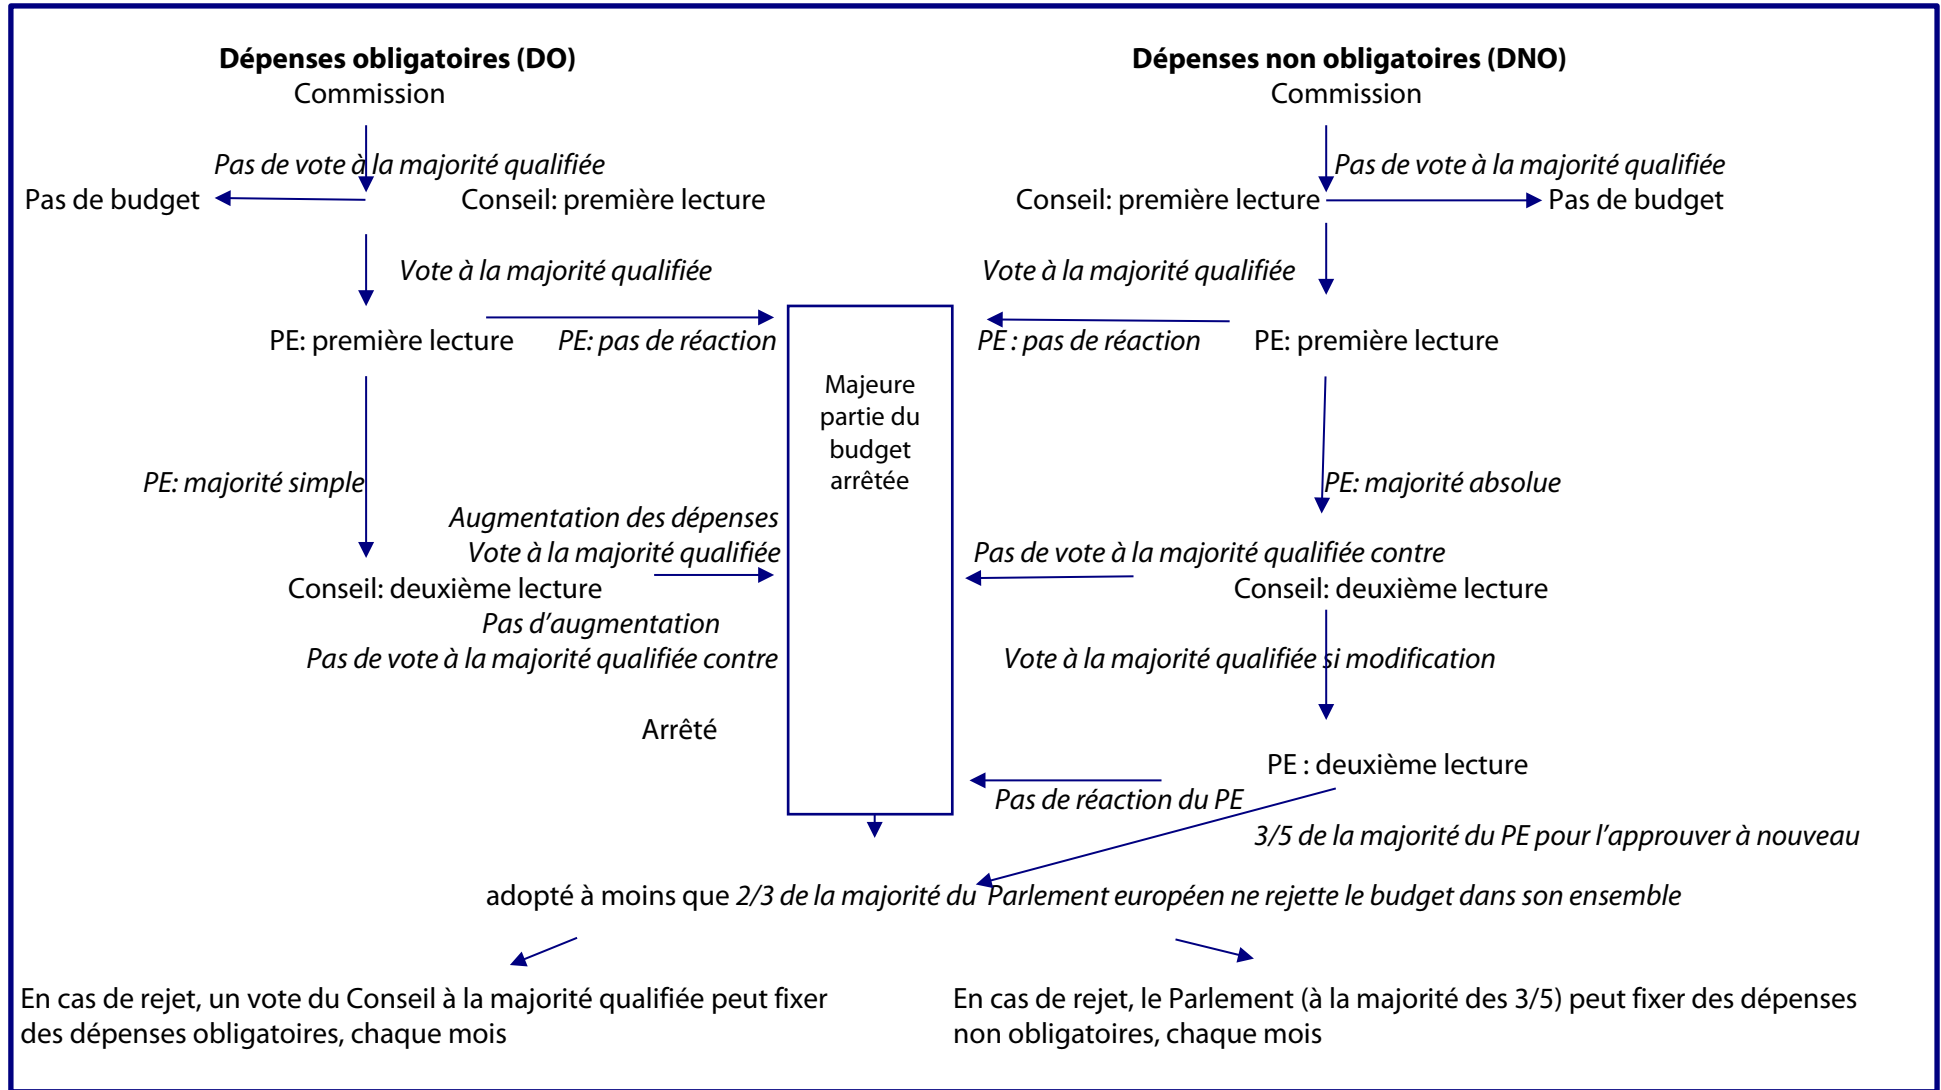 Dépenses obligatoires (DO)
Commission
Pas de vote à la majorité qualifiée
Pas de budget
Conseil: première lecture
Vote à la majorité qualifiée
PE: première lecture
PE: pas de réaction
PE: majorité simple
Augmentation des dépenses
Vote à la majorité qualifiée
Conseil: deuxième lecture
Pas d’augmentation
Pas de vote à la majorité qualifiée contre
Arrêté
Majeure
partie du
budget
arrêtée
Dépenses non obligatoires (DNO)
Commission
Pas de vote à la majorité qualifiée
Conseil: première lecture
Pas de budget
Vote à la majorité qualifiée
PE : pas de réaction
PE: première lecture
PE: majorité absolue
Pas de vote à la majorité qualifiée contre
Conseil: deuxième lecture
Vote à la majorité qualifiée si modification
PE : deuxième lecture
Pas de réaction du PE
3/5 de la majorité du PE pour l’approuver à nouveau
adopté à moins que 2/3 de la majorité du Parlement européen ne rejette le budget dans son ensemble
En cas de rejet, un vote du Conseil à la majorité qualifiée peut fixer
des dépenses obligatoires, chaque mois
En cas de rejet, le Parlement (à la majorité des 3/5) peut fixer des dépenses
non obligatoires, chaque mois